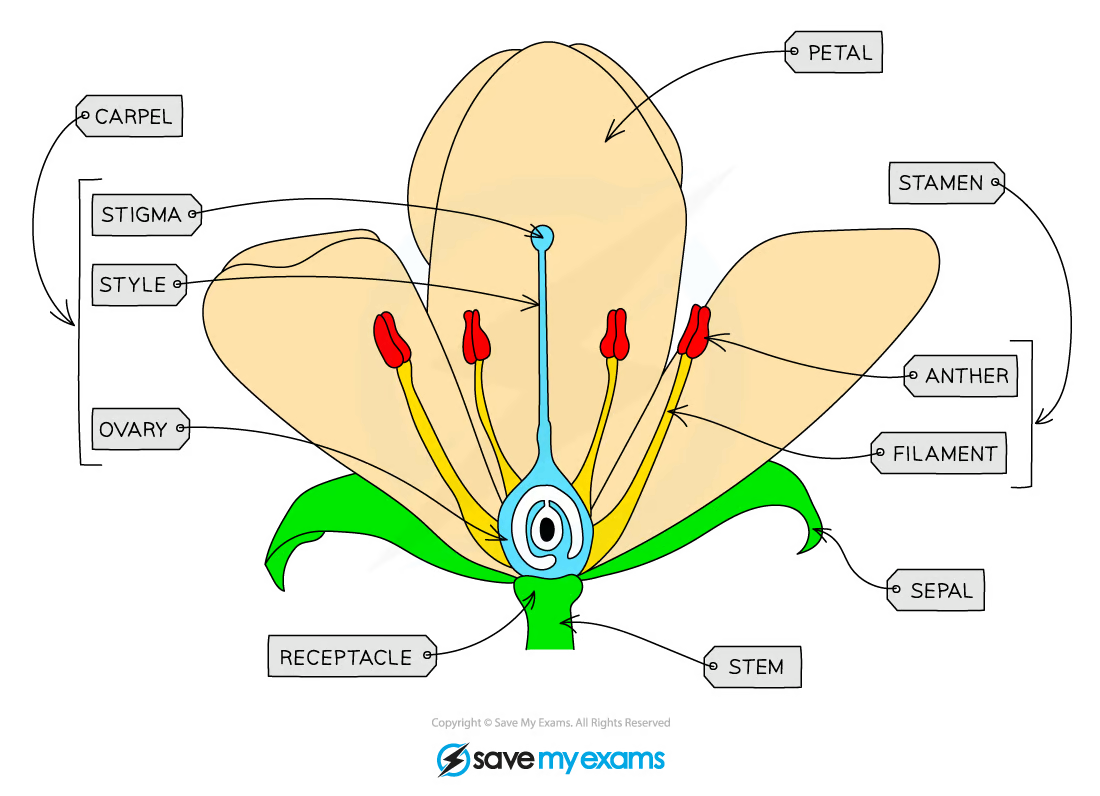 PETAL
CARPEL
STAMEN
STIGMA
STYLE
ANTHER
OVARY
FILAMENT
SEPAL
RECEPTACLE
STEM
Copyright © Save My Exams. All Rights Reserved
save my exams